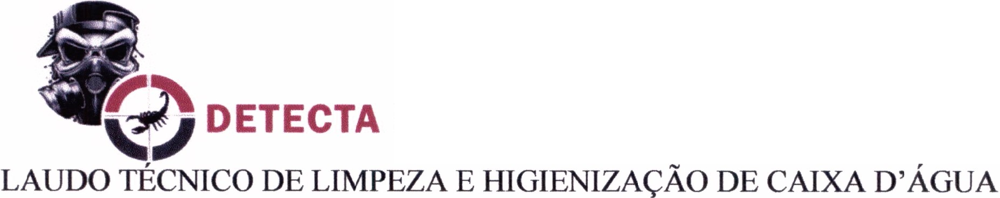 DETECTA
LAUDO TÉCNICO DE LIMPEZA E HIGIENIZAÇÃO DE CAIXA D’ÁGUA